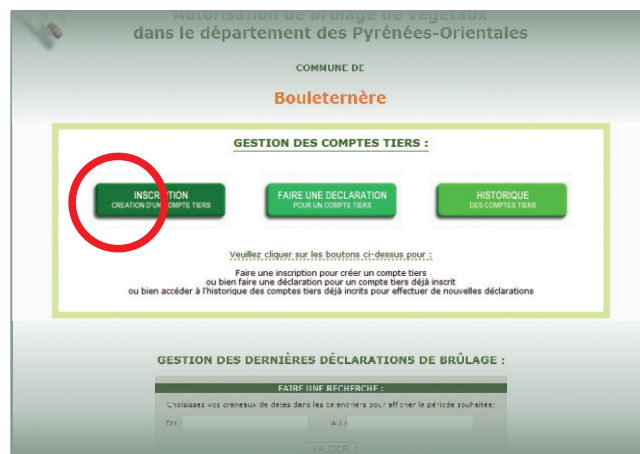 Autorisation de brûlage de végétaux
dans le département des Pyrénées-Orientales
COMMUNE DE
Bouleternère
GESTION DES COMPTES TIERS :
INSCRIPTION
CREATION D'UN COMPTE TIERS
FAIRE UNE DECLARATION
POUR UN COMPTE TIERS
HISTORIQUE
DES COMPTES TIERS
Veuillez cliquer sur les boutons ci-dessus pour :
Faire une inscription pour créer un compte tiers
ou bien faire une déclaration pour un compte tiers déjà inscrit
ou bien accéder à l'historique des comptes tiers déjà incrits pour effectuer de nouvelles déclarations
GESTION DES DERNIÈRES DÉCLARATIONS DE BRÛLAGE :
FAIRE UNE RECHERCHE :
Choisissez vos créneaux de dates dans les calendriers pour afficher la période souhaitée:
DU :
AU :
VALIDER